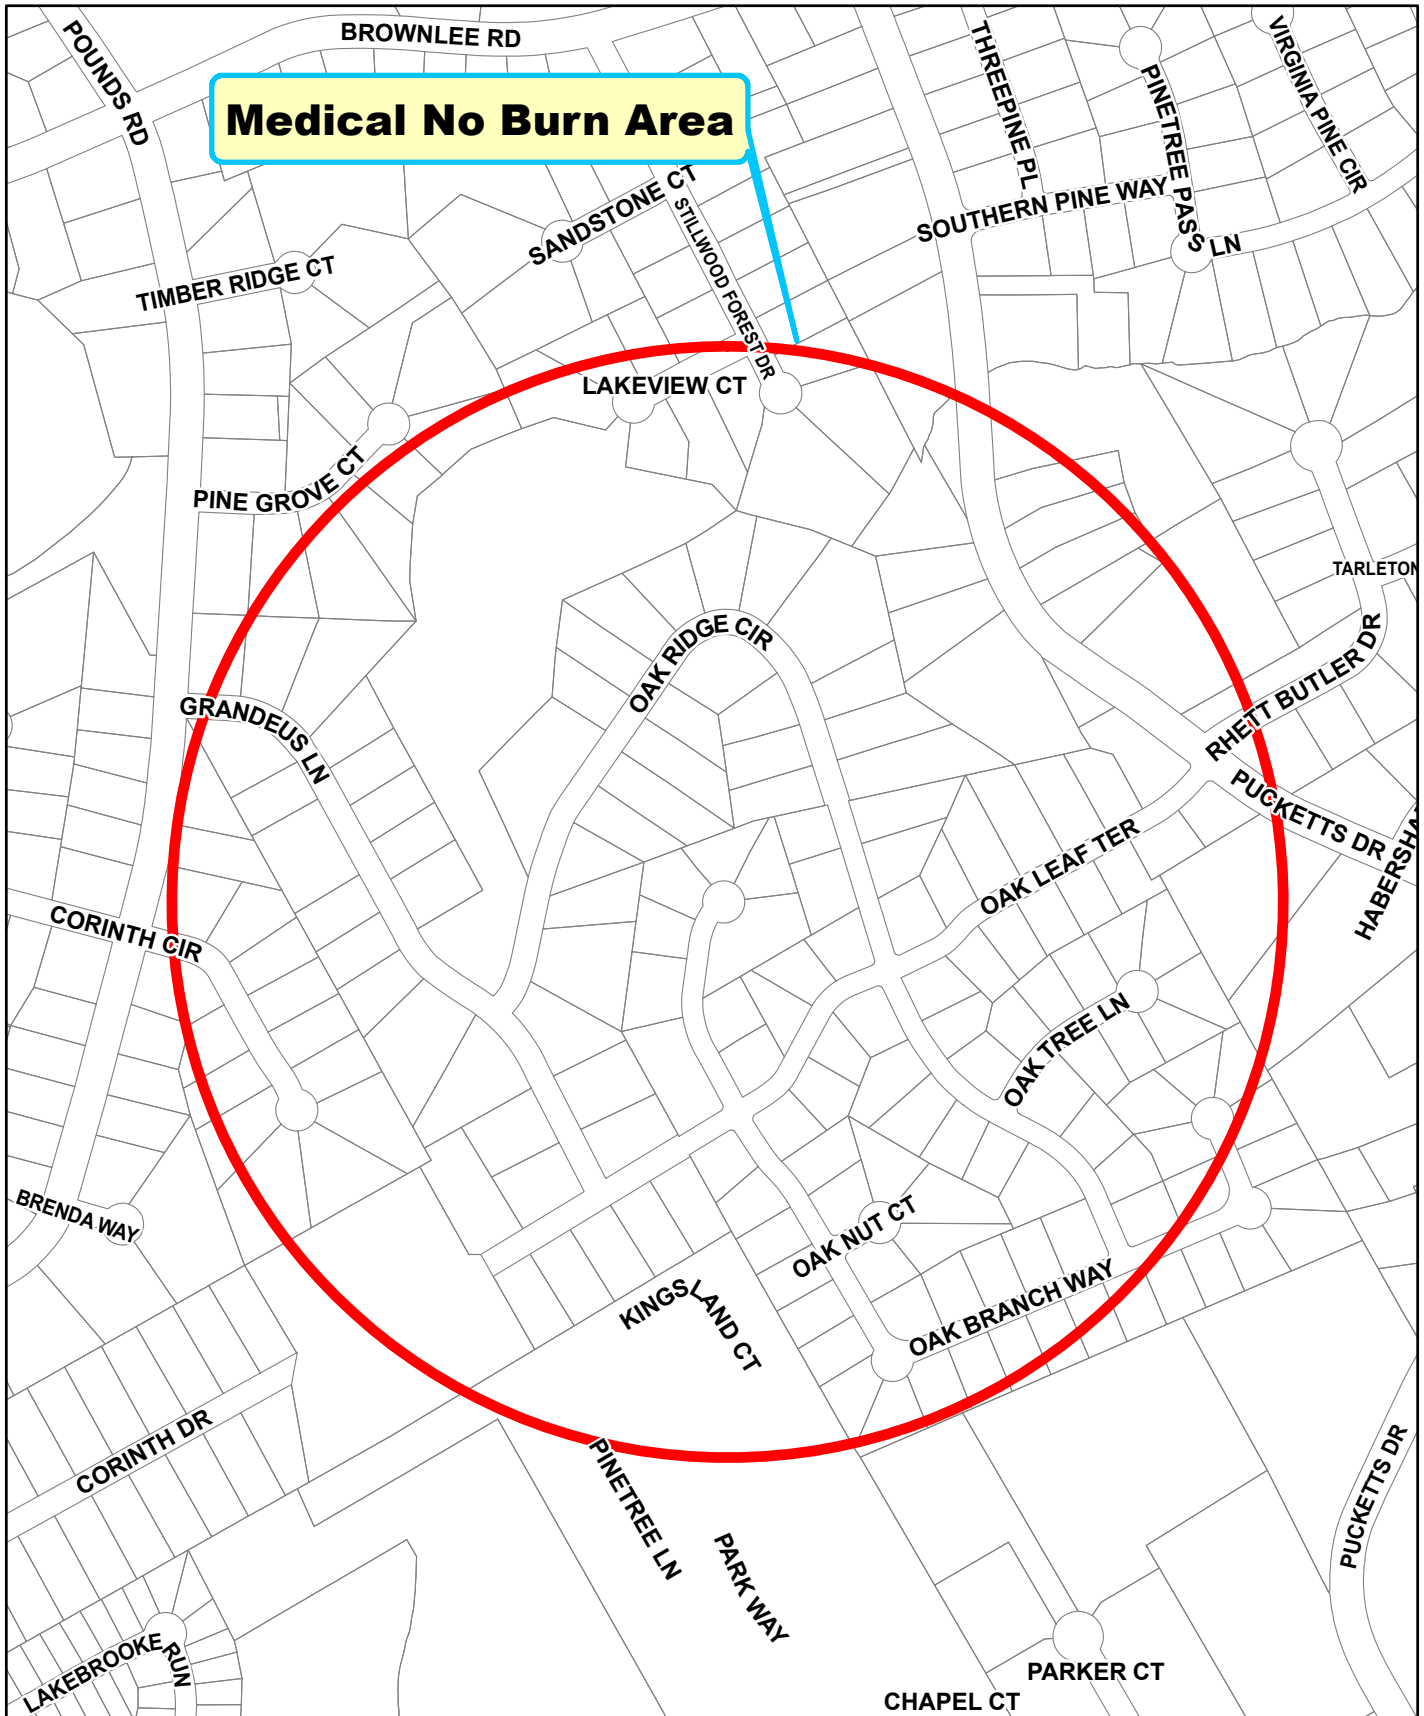 POUNDS RD
BROWNLEE RD
THREEPINE PL
PINETREE PASS
VIRGINIA PINE CIR
Medical No Burn Area
SANDSTONE CT
STILLWOOD FOREST DR
SOUTHERN PINE WAY
LN
TIMBER RIDGE CT
LAKEVIEW CT
PINE GROVE CT
TARLETON
OAK RIDGE CIR
RHETT BUTLER DR
GRANDEUS LN
PUCKETTS DR
HABERSHA
OAK LEAF TER
CORINTH CIR
OAK TREE LN
BRENDA WAY
OAK NUT CT
KINGSLAND CT
OAK BRANCH WAY
CORINTH DR
PINETREE LN
PARK WAY
PUCKETTS DR
LAKEBROOKE RUN
PARKER CT
CHAPEL CT